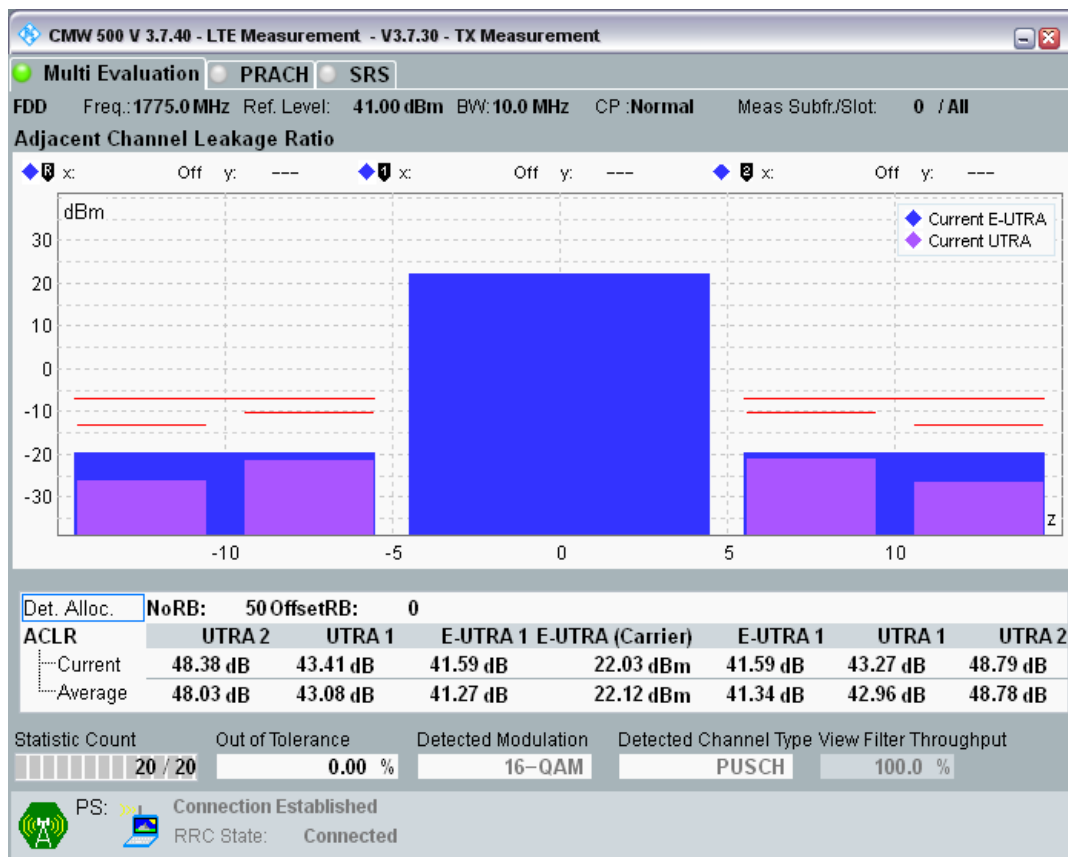 CMW 500 V 3.7.40 - LTE Measurement - V3.7.30 - TX Measurement
Multi Evaluation PRACH SRS
FDD Freq.:1775.0 MHz Ref. Level: 41.00 dBm BW:10.0 MHz CP :Normal Meas Subfr./Slot: 0 / All
Adjacent Channel Leakage Ratio
R x: Off y: --- 1 x: Off y: --- 2 x: Off y: ---
dBm
Current E-UTRA
Current UTRA
30
20
10
0
-10
-20
-30
z
-10 -5 0 5 10
Det. Alloc. NoRB: 50 OffsetRB: 0
ACLR UTRA 2 UTRA 1 E-UTRA 1 E-UTRA (Carrier) E-UTRA 1 UTRA 1 UTRA 2
Current 48.38 dB 43.41 dB 41.59 dB 22.03 dBm 41.59 dB 43.27 dB 48.79 dB
Average 48.03 dB 43.08 dB 41.27 dB 22.12 dBm 41.34 dB 42.96 dB 48.78 dB
Statistic Count Out of Tolerance Detected Modulation Detected Channel Type View Filter Throughput
20 / 20 0.00 % 16-QAM PUSCH 100.0 %
PS: Connection Established
RRC State: Connected